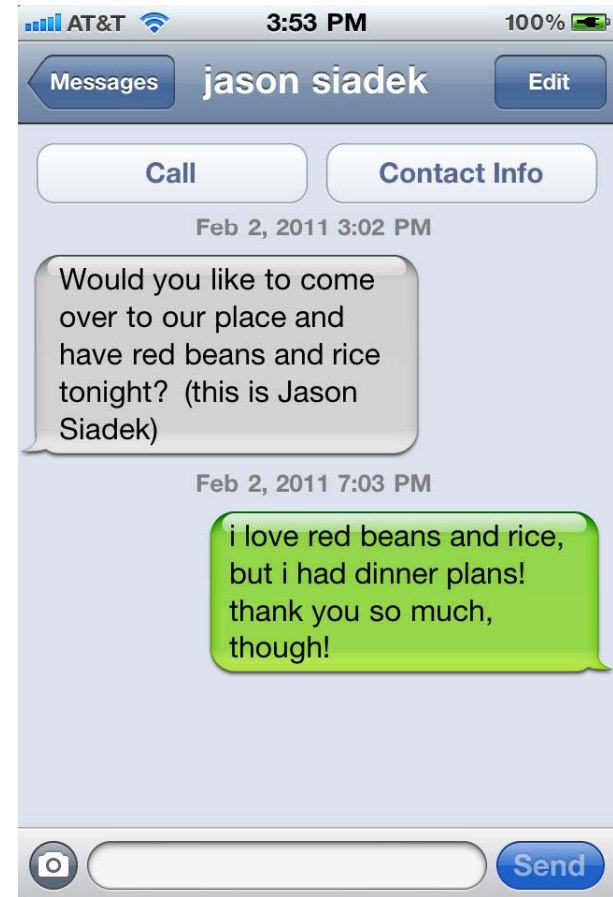 AT&T 3:53 PM 100%
Messages jason siadek Edit
Call Contact Info
Feb 2, 2011 3:02 PM
Would you like to come
over to our place and
have red beans and rice
tonight?  (this is Jason
Siadek)
Feb 2, 2011 7:03 PM
i love red beans and rice,
but i had dinner plans!
thank you so much,
though!
Send